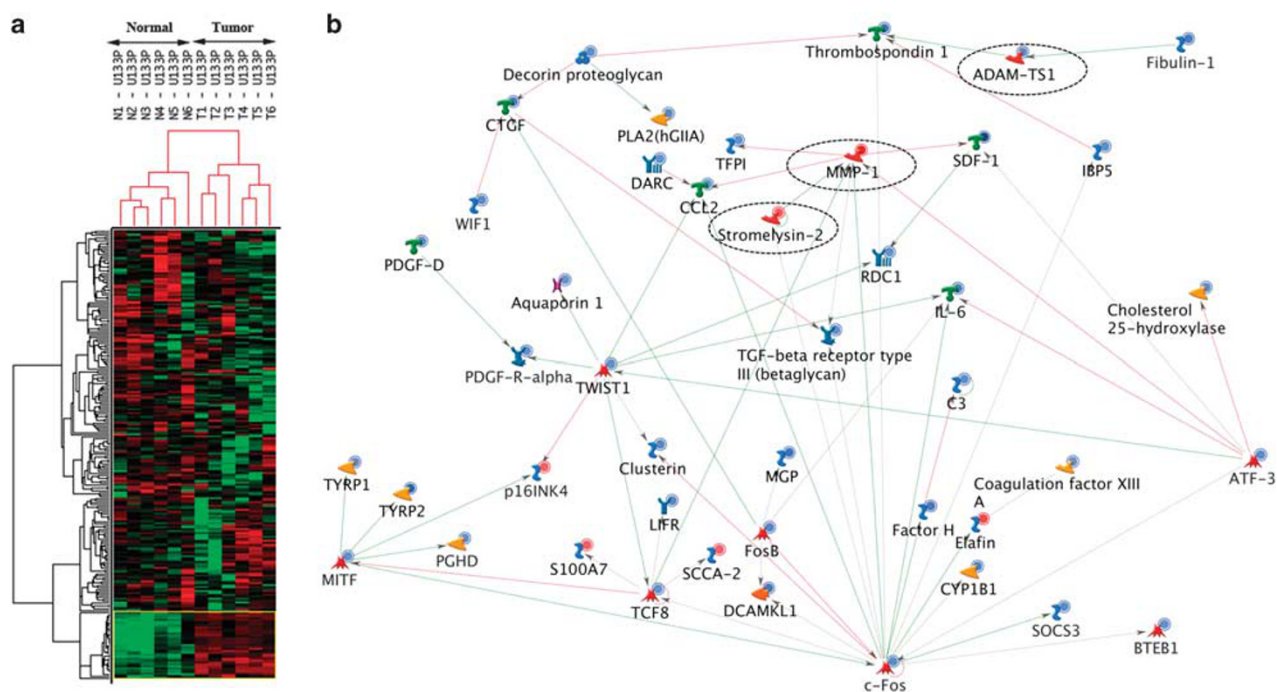 a
Normal
Tumor
N1 - U133P
N2 - U133P
N3 - U133P
N4 - U133P
N5 - U133P
N6 - U133P
T1 - U133P
T2 - U133P
T3 - U133P
T4 - U133P
T5 - U133P
T6 - U133P
b
Thrombospondin 1
Decorin proteoglycan
ADAM-TS1
Fibulin-1
CTGF
PLA2(hGIIA)
TFPI
MMP-1
SDF-1
IBP5
DARC
CCL2
WIF1
Stromelysin-2
PDGF-D
RDC1
Aquaporin 1
IL-6
Cholesterol
25-hydroxylase
PDGF-R-alpha
TWIST1
TGF-beta receptor type
III (betaglycan)
C3
Clusterin
MGP
TYRP1
p16INK4
Coagulation factor XIII
A
ATF-3
TYRP2
LIFR
Factor H
Elafin
MITF
PGHD
S100A7
SCCA-2
FosB
CYP1B1
TCF8
DCAMKL1
SOCS3
BTEB1
c-Fos